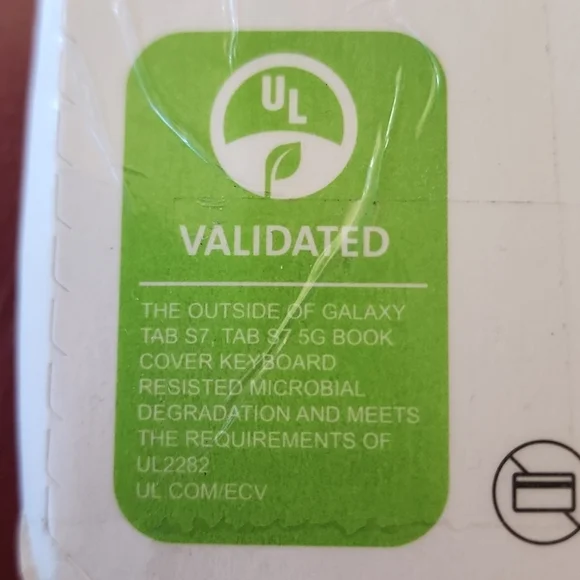 UL
VALIDATED
THE OUTSIDE OF GALAXY
TAB S7, TAB S7 5G BOOK
COVER KEYBOARD
RESISTED MICROBIAL
DEGRADATION AND MEETS
THE REQUIREMENTS OF
UL2282
UL COM/ECV